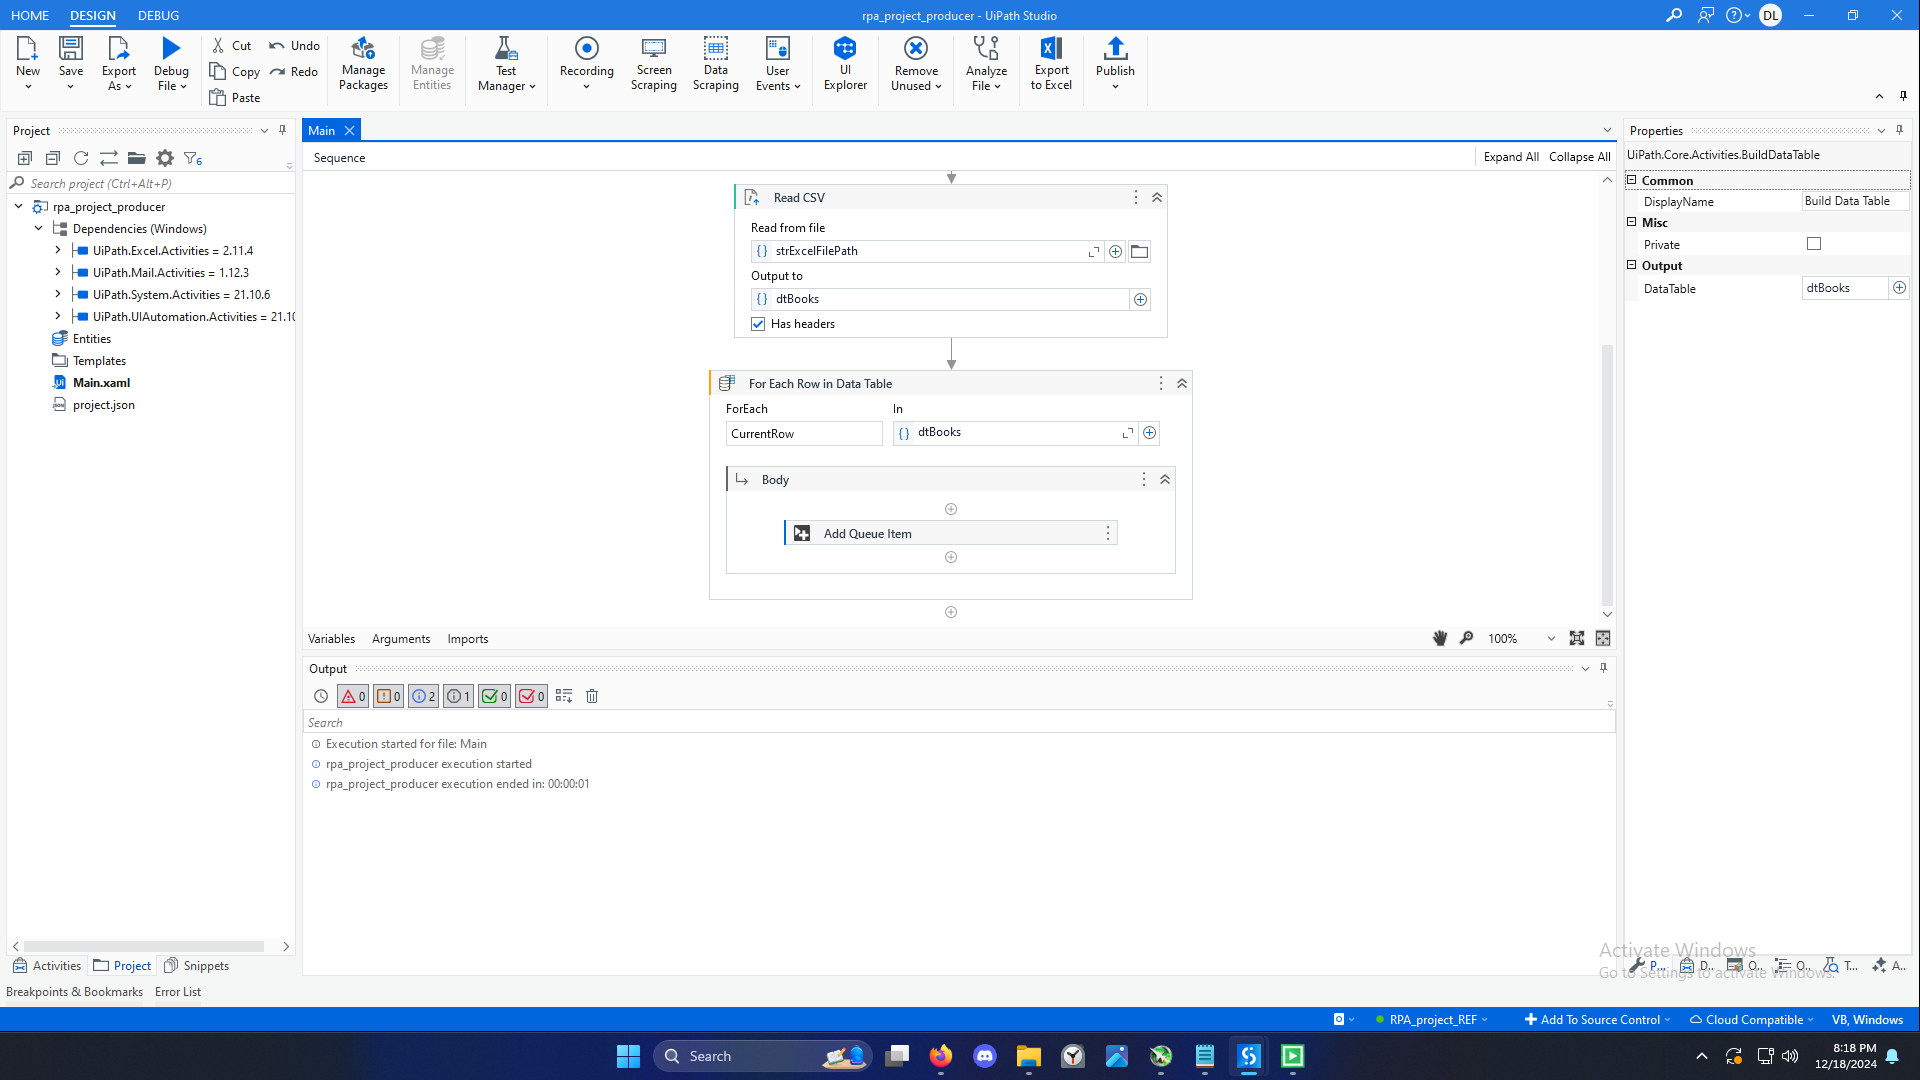 HOME DESIGN DEBUG
rpa_project_producer - UiPath Studio
DL
New
Save
Export As
Debug File
Cut
Undo
Copy
Redo
Paste
Manage Packages
Manage Entities
Test Manager
Recording
Screen Scraping
Data Scraping
User Events
UI Explorer
Remove Unused
Analyze File
Export to Excel
Publish
Project
6
Search project (Ctrl+Alt+P)
rpa_project_producer
Dependencies (Windows)
UiPath.Excel.Activities = 2.11.4
UiPath.Mail.Activities = 1.12.3
UiPath.System.Activities = 21.10.6
UiPath.UIAutomation.Activities = 21.10
Entities
Templates
Main.xaml
project.json
Activities Project Snippets
Main
Sequence
Expand All Collapse All
Read CSV
Read from file
strExcelFilePath
Output to
dtBooks
Has headers
For Each Row in Data Table
ForEach In
CurrentRow
dtBooks
Body
Add Queue Item
Variables Arguments Imports
100%
Output
0 0 2 1 0 0
Search
Execution started for file: Main
rpa_project_producer execution started
rpa_project_producer execution ended in: 00:00:01
Properties
UiPath.Core.Activities.BuildDataTable
Common
DisplayName Build Data Table
Misc
Private
Output
DataTable dtBooks
Activate Windows
Go to Settings to activate Windows.
P... D... O... O... T... A...
Breakpoints & Bookmarks Error List
RPA_project_REF
Add To Source Control
Cloud Compatible
VB, Windows
Search
8:18 PM
12/18/2024